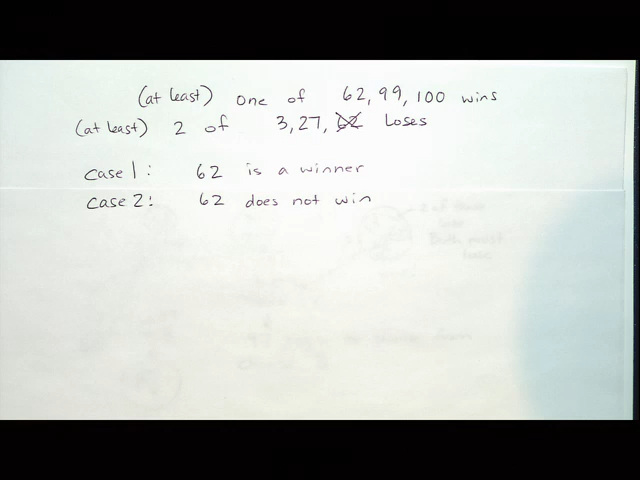 (at least) one of 62, 99, 100 wins
(at least) 2 of 3, 27, 62 loses
case 1: 62 is a winner
case 2: 62 does not win